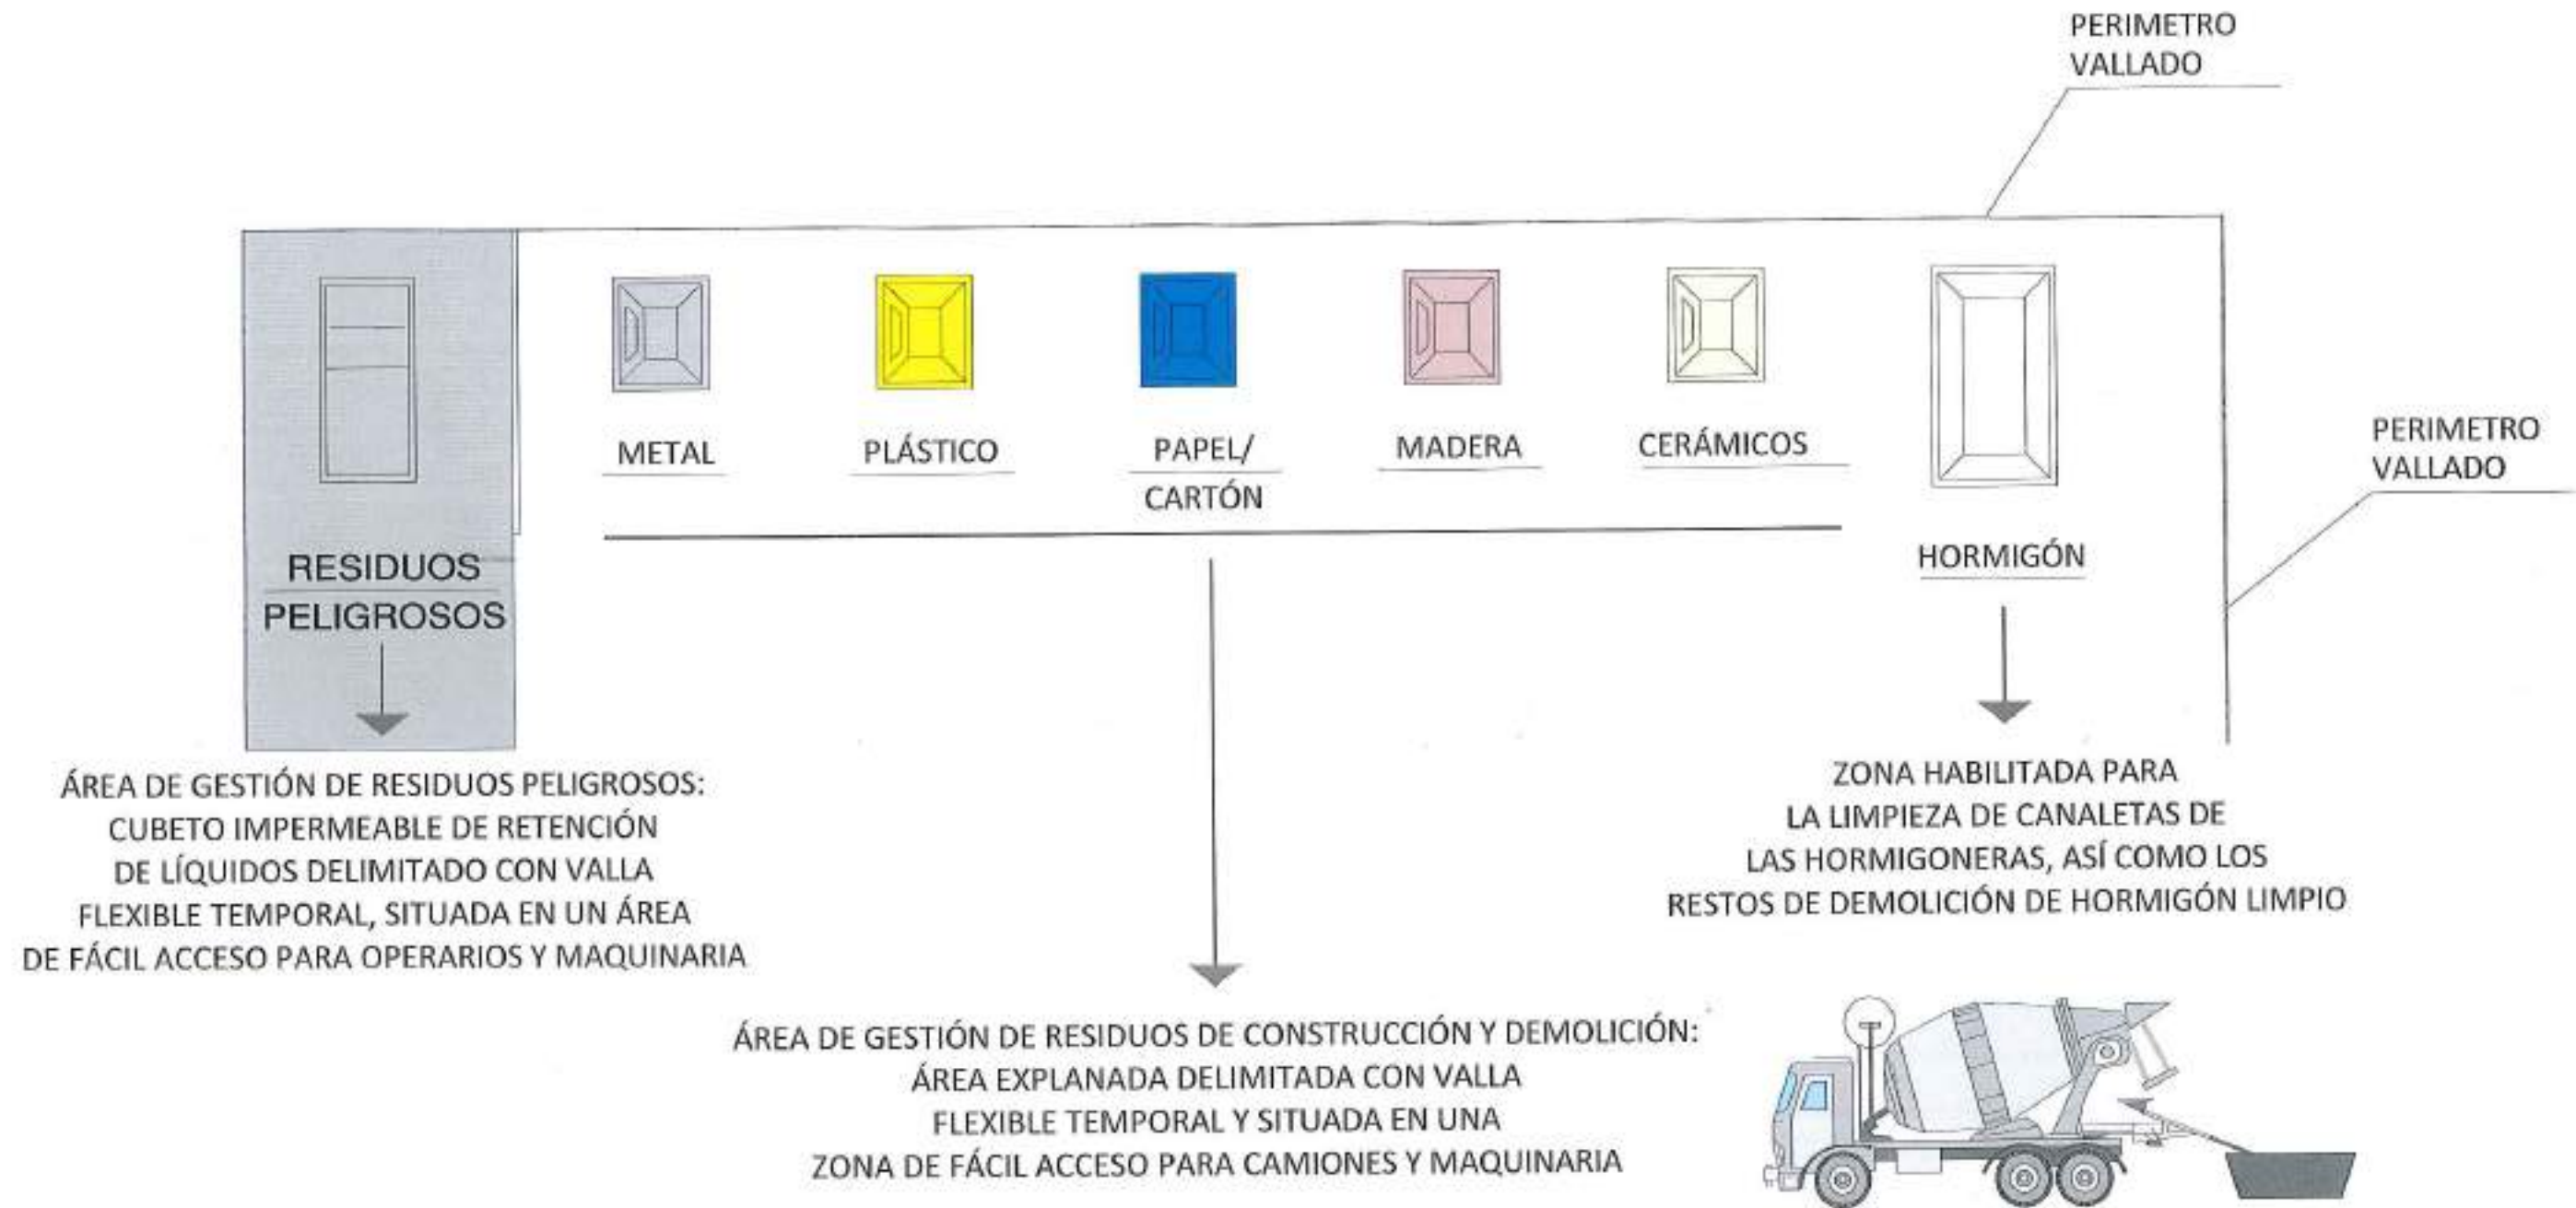 PERIMETRO
VALLADO
METAL
PLÁSTICO
PAPEL/
CARTÓN
MADERA
CERÁMICOS
HORMIGÓN
PERIMETRO
VALLADO
RESIDUOS
PELIGROSOS
ÁREA DE GESTIÓN DE RESIDUOS PELIGROSOS:
CUBETO IMPERMEABLE DE RETENCIÓN
DE LÍQUIDOS DELIMITADO CON VALLA
FLEXIBLE TEMPORAL, SITUADA EN UN ÁREA
DE FÁCIL ACCESO PARA OPERARIOS Y MAQUINARIA
ZONA HABILITADA PARA
LA LIMPIEZA DE CANALETAS DE
LAS HORMIGONERAS, ASÍ COMO LOS
RESTOS DE DEMOLICIÓN DE HORMIGÓN LIMPIO
ÁREA DE GESTIÓN DE RESIDUOS DE CONSTRUCCIÓN Y DEMOLICIÓN:
ÁREA EXPLANADA DELIMITADA CON VALLA
FLEXIBLE TEMPORAL Y SITUADA EN UNA
ZONA DE FÁCIL ACCESO PARA CAMIONES Y MAQUINARIA